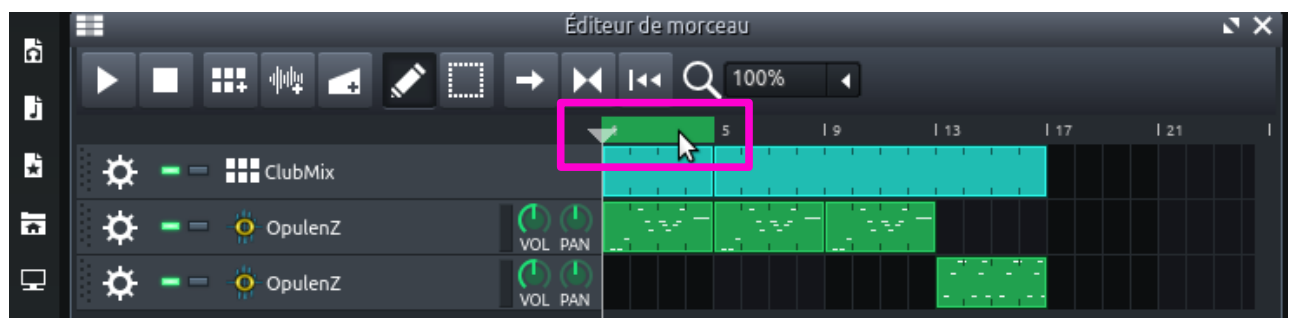 Éditeur de morceau
100%
5 9 13 17 21
ClubMix
OpulenZ
VOL PAN
OpulenZ
VOL PAN